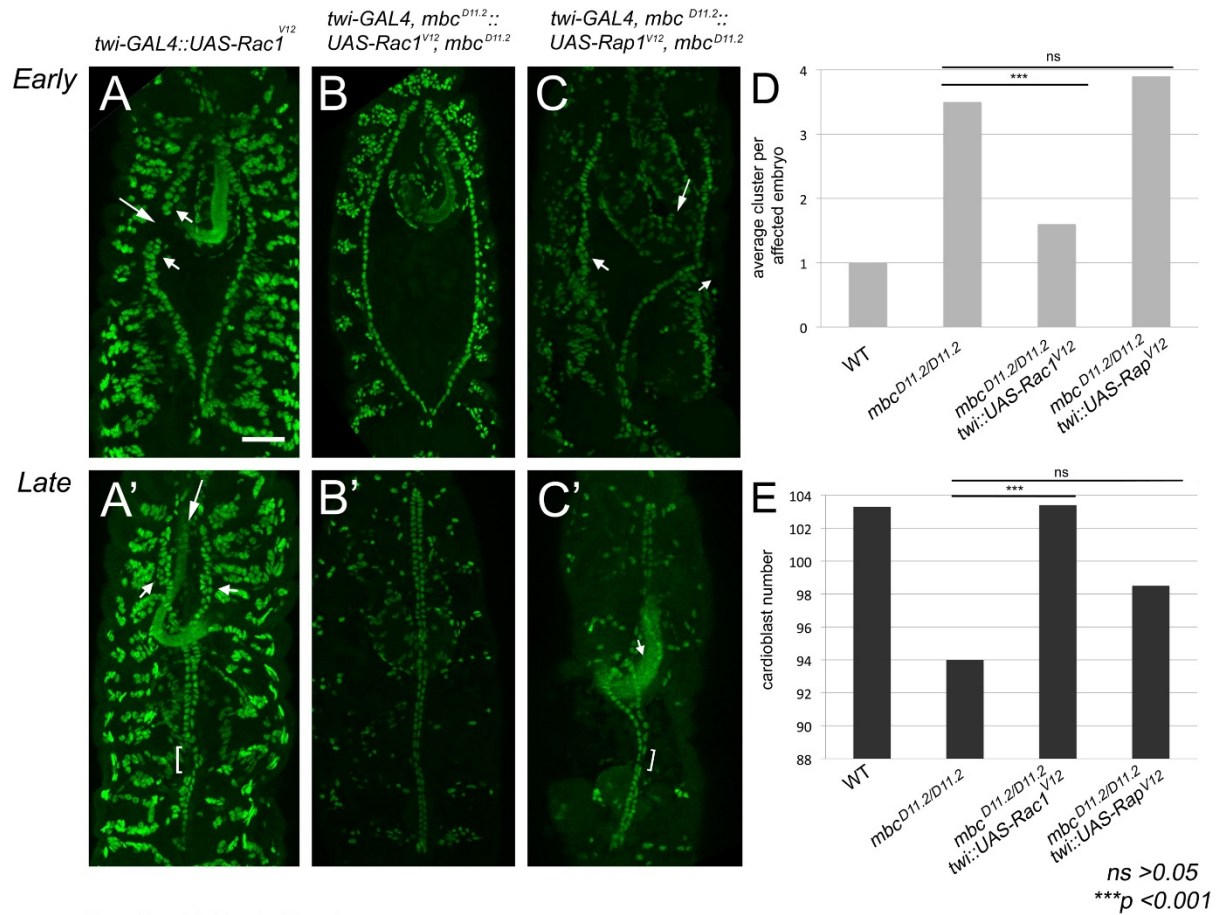 twi-GAL4::UAS-Rac1V12
twi-GAL4, mbcD11.2::
UAS-Rac1V12, mbcD11.2
twi-GAL4, mbc D11.2::
UAS-Rap1V12, mbcD11.2
Early
A
B
C
Late
A’
B’
C’
D
ns
***
4
3
2
1
0
average cluster per
affected embryo
WT
mbcD11.2/D11.2
mbcD11.2/D11.2
twi::UAS-Rac1V12
mbcD11.2/D11.2
twi::UAS-RapV12
E
ns
***
104
102
100
98
96
94
92
90
88
cardioblast number
WT
mbcD11.2/D11.2
mbcD11.2/D11.2
twi::UAS-Rac1V12
mbcD11.2/D11.2
twi::UAS-RapV12
ns >0.05
***p <0.001